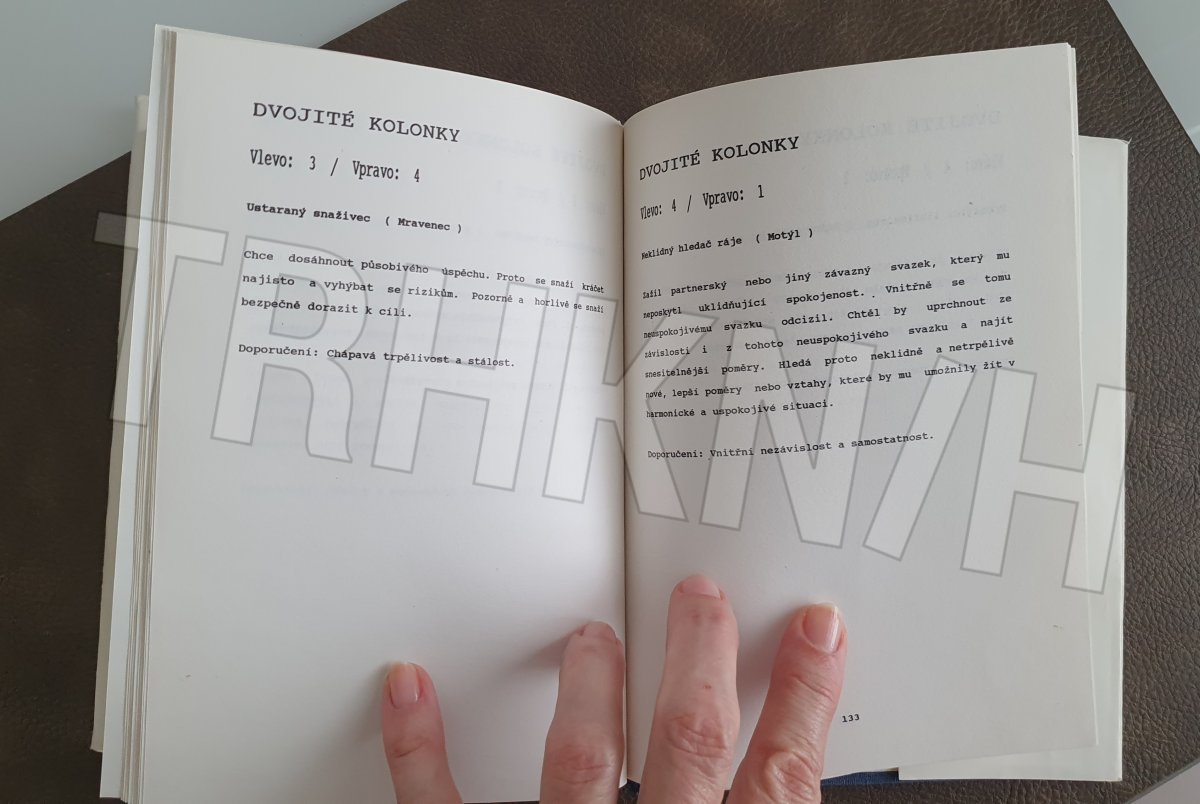 DVOJITÉ KOLONKY
Vlevo: 3 / Vpravo: 4
Ustaraný snaživec ( Mravenec )
Chce dosáhnout působivého úspěchu. Proto se snaží kráčet
najisto a vyhýbat se rizikům. Pozorně a horlivě se snaží
bezpečně dorazit k cíli.
Doporučení: Chápavá trpělivost a stálost.
DVOJITÉ KOLONKY
Vlevo: 4 / Vpravo: 1
Neklidný hledač ráje ( Motýl )
Zažil partnerský nebo jiný závazný svazek, který mu
neposkytl uklidňující spokojenost. Vnitřně se tomu
neuspokojivému svazku odcizil. Chtěl by uprchnout ze
závislosti i z tohoto neuspokojivého svazku a najít
snesitelnější poměry. Hledá proto neklidně a netrpělivě
nové, lepší poměry nebo vztahy, které by mu umožnily žít v
harmonické a uspokojivé situaci.
Doporučení: Vnitřní nezávislost a samostatnost.
133
TRHKNIH